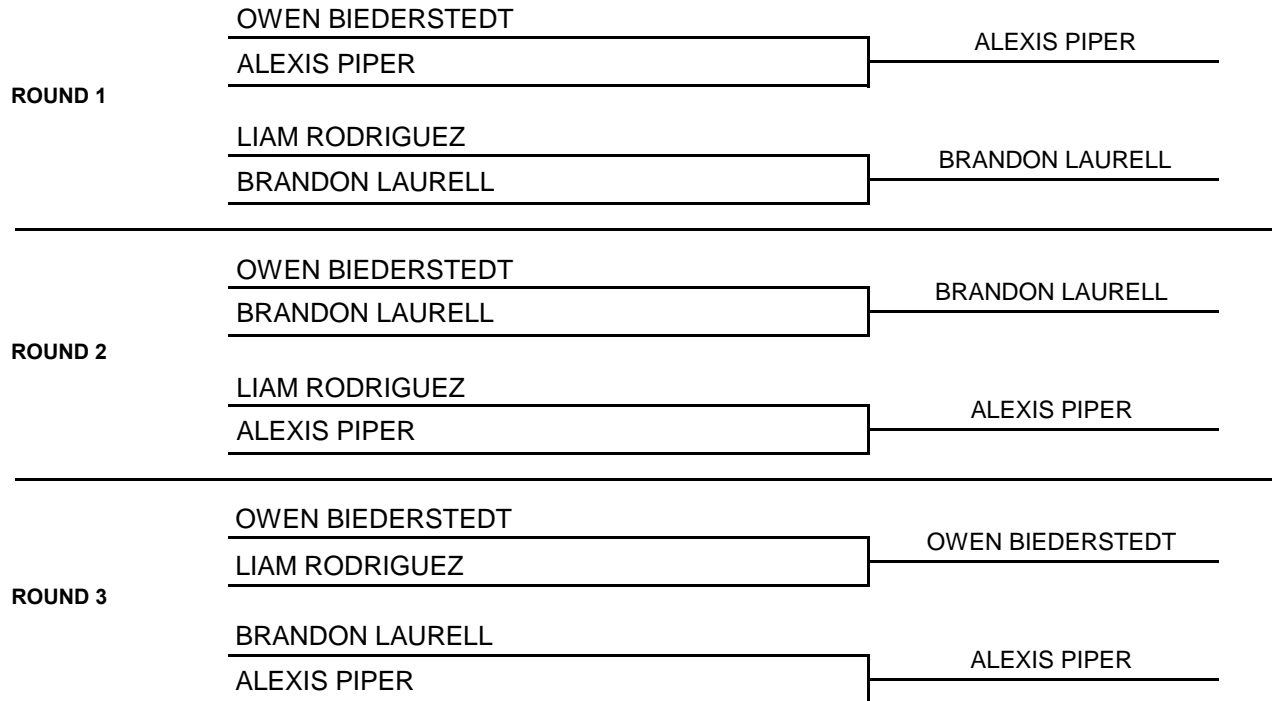 OWEN BIEDERSTEDT
ALEXIS PIPER
ALEXIS PIPER
ROUND 1
LIAM RODRIGUEZ
BRANDON LAURELL
BRANDON LAURELL
OWEN BIEDERSTEDT
BRANDON LAURELL
BRANDON LAURELL
ROUND 2
LIAM RODRIGUEZ
ALEXIS PIPER
ALEXIS PIPER
OWEN BIEDERSTEDT
OWEN BIEDERSTEDT
LIAM RODRIGUEZ
ROUND 3
BRANDON LAURELL
ALEXIS PIPER
ALEXIS PIPER